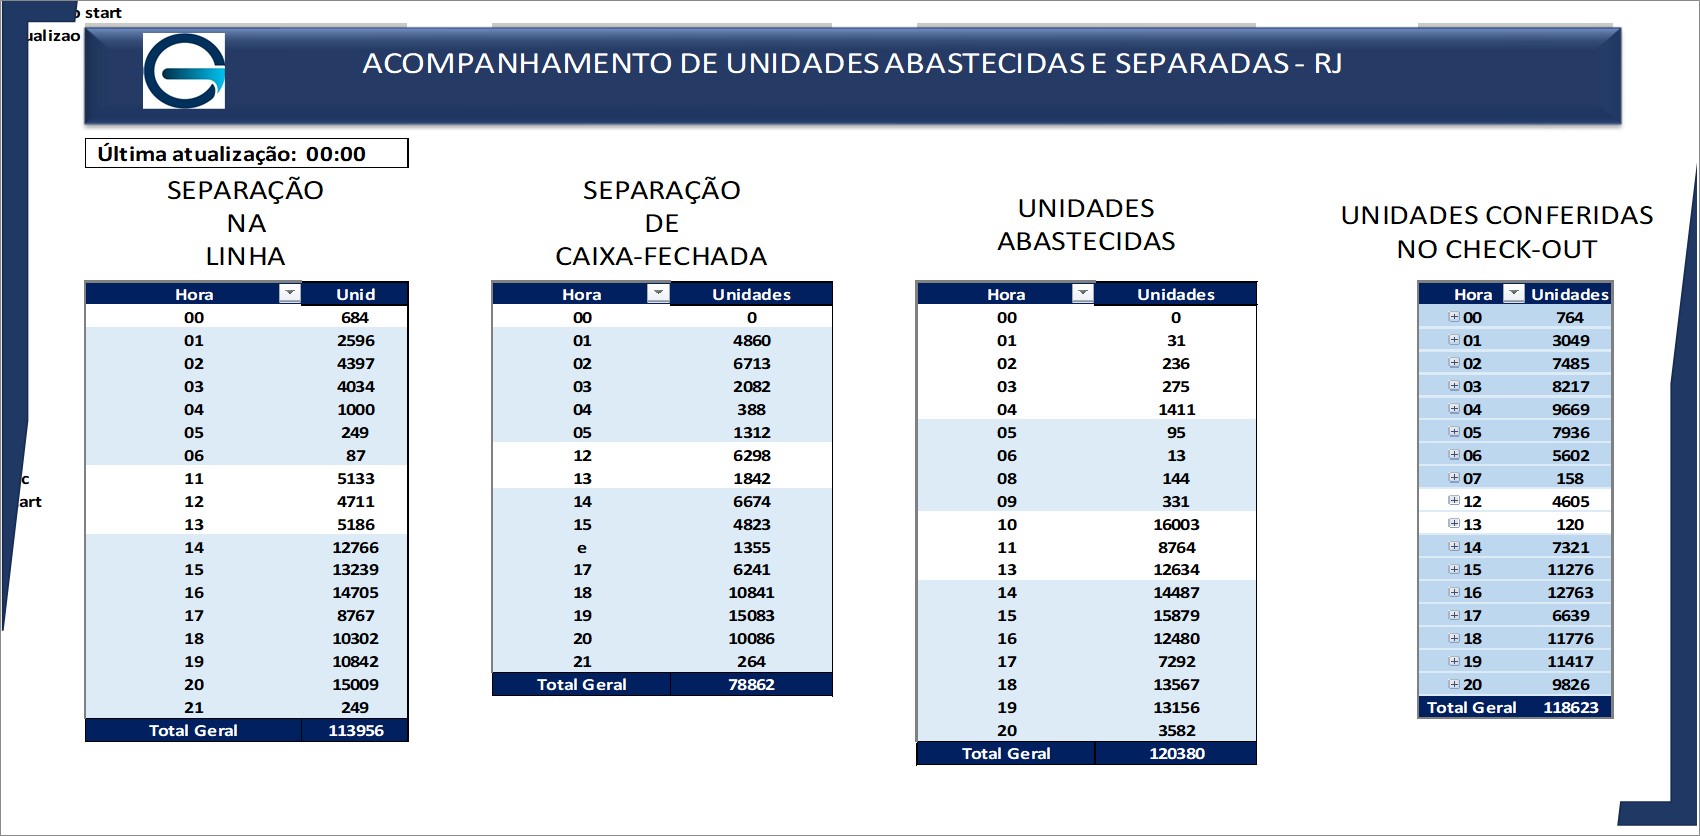 start
ualizao
ACOMPANHAMENTO DE UNIDADES ABASTECIDAS E SEPARADAS - RJ
Última atualização: 00:00
SEPARAÇÃO
NA
LINHA
Hora Unid
00 684
01 2596
02 4397
03 4034
04 1000
05 249
06 87
11 5133
12 4711
13 5186
14 12766
15 13239
16 14705
17 8767
18 10302
19 10842
20 15009
21 249
Total Geral 113956
SEPARAÇÃO
DE
CAIXA-FECHADA
Hora Unidades
00 0
01 4860
02 6713
03 2082
04 388
05 1312
12 6298
13 1842
14 6674
15 4823
e 1355
17 6241
18 10841
19 15083
20 10086
21 264
Total Geral 78862
UNIDADES
ABASTECIDAS
Hora Unidades
00 0
01 31
02 236
03 275
04 1411
05 95
06 13
08 144
09 331
10 16003
11 8764
13 12634
14 14487
15 15879
16 12480
17 7292
18 13567
19 13156
20 3582
Total Geral 120380
UNIDADES CONFERIDAS
NO CHECK-OUT
Hora Unidades
00 764
01 3049
02 7485
03 8217
04 9669
05 7936
06 5602
07 158
12 4605
13 120
14 7321
15 11276
16 12763
17 6639
18 11776
19 11417
20 9826
Total Geral 118623
c
art